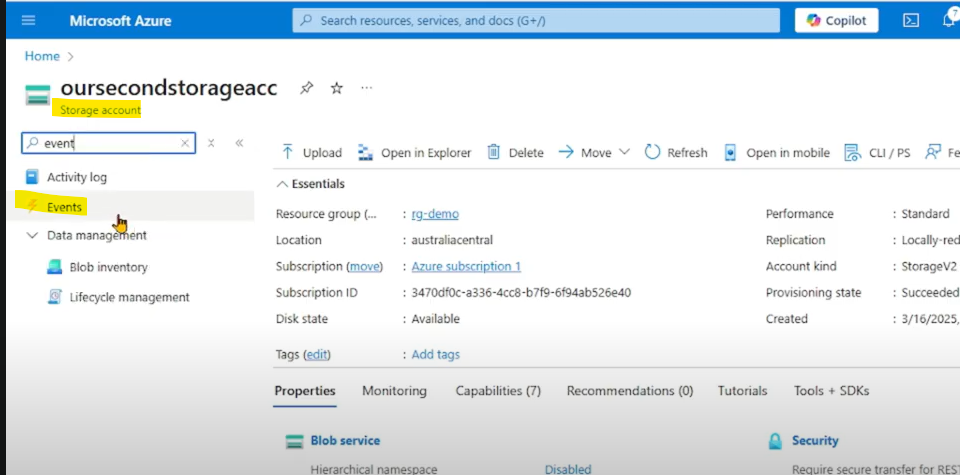 Microsoft Azure
Search resources, services, and docs (G+/)
Copilot
7
Home >
oursecondstorageacc
Storage account
event
Activity log
Events
Data management
Blob inventory
Lifecycle management
Upload Open in Explorer Delete Move Refresh Open in mobile CLI / PS Fe
Essentials
Resource group (... : rg-demo
Location : australiacentral
Subscription (move) : Azure subscription 1
Subscription ID : 3470df0c-a336-4cc8-b7f9-6f94ab526e40
Disk state : Available
Tags (edit) : Add tags
Performance : Standard
Replication : Locally-red
Account kind : StorageV2
Provisioning state : Succeeded
Created : 3/16/2025,
Properties Monitoring Capabilities (7) Recommendations (0) Tutorials Tools + SDKs
Blob service
Hierarchical namespace Disabled
Security
Require secure transfer for REST